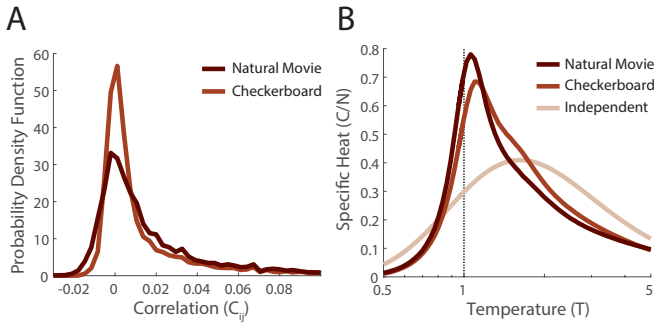 A
B
Probability Density Function
60
50
40
30
20
10
0
-0.02
0
0.02
0.04
0.06
0.08
Correlation (Cij)
Natural Movie
Checkerboard
Specific Heat (C/N)
0.8
0.7
0.6
0.5
0.4
0.3
0.2
0.1
0
0.5
1
2
5
Temperature (T)
Natural Movie
Checkerboard
Independent